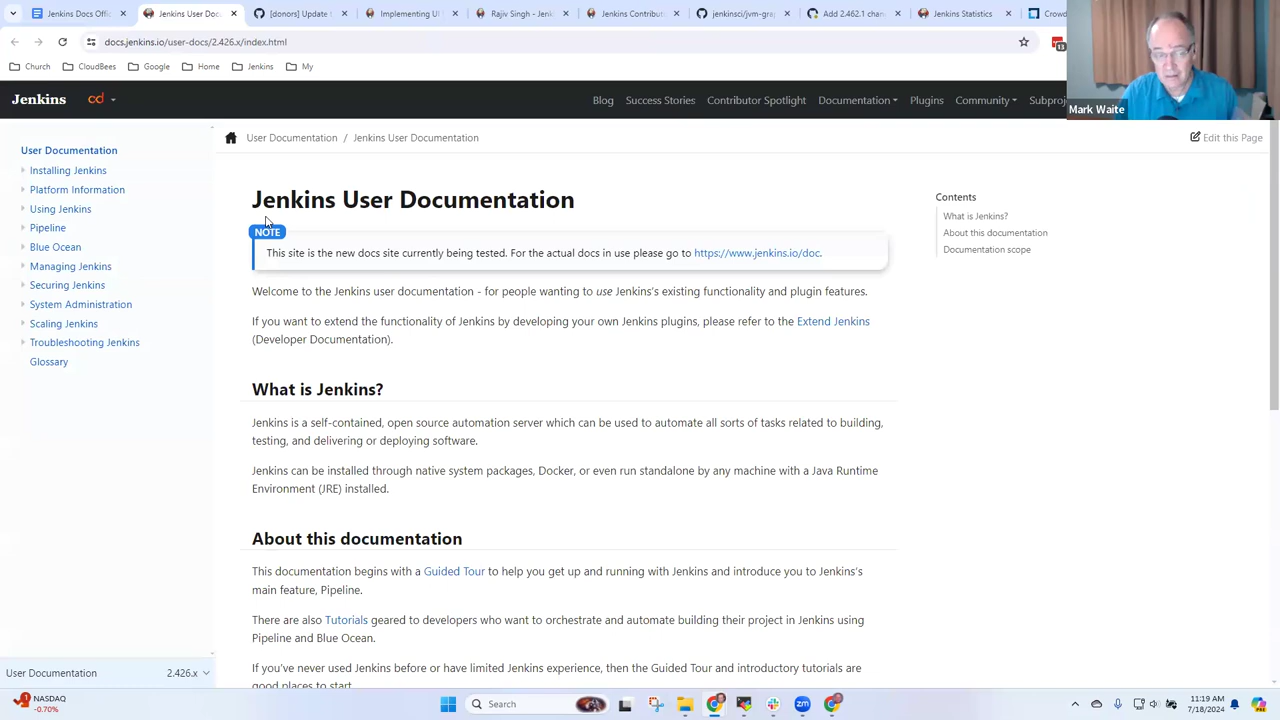 Jenkins Docs Offic
Jenkins User Docum
[donors] Update t
Implementing UI
Rajiv Singh - Jenk
Jenkins Contribut
jenkinsci/jvm-gra
Add 2.462.1 chan
Jenkins Statistics
Crowd
docs.jenkins.io/user-docs/2.426.x/index.html
13
Church
CloudBees
Google
Home
Jenkins
My
Mark Waite
Jenkins
cd
Blog
Success Stories
Contributor Spotlight
Documentation
Plugins
Community
Subproj
User Documentation / Jenkins User Documentation
Edit this Page
User Documentation
Installing Jenkins
Platform Information
Using Jenkins
Pipeline
Blue Ocean
Managing Jenkins
Securing Jenkins
System Administration
Scaling Jenkins
Troubleshooting Jenkins
Glossary
User Documentation 2.426.x
Jenkins User Documentation
NOTE
This site is the new docs site currently being tested. For the actual docs in use please go to https://www.jenkins.io/doc.
Welcome to the Jenkins user documentation - for people wanting to use Jenkins's existing functionality and plugin features.
If you want to extend the functionality of Jenkins by developing your own Jenkins plugins, please refer to the Extend Jenkins
(Developer Documentation).
What is Jenkins?
Jenkins is a self-contained, open source automation server which can be used to automate all sorts of tasks related to building,
testing, and delivering or deploying software.
Jenkins can be installed through native system packages, Docker, or even run standalone by any machine with a Java Runtime
Environment (JRE) installed.
About this documentation
This documentation begins with a Guided Tour to help you get up and running with Jenkins and introduce you to Jenkins's
main feature, Pipeline.
There are also Tutorials geared to developers who want to orchestrate and automate building their project in Jenkins using
Pipeline and Blue Ocean.
If you've never used Jenkins before or have limited Jenkins experience, then the Guided Tour and introductory tutorials are
good places to start.
Contents
What is Jenkins?
About this documentation
Documentation scope
1
NASDAQ
-0.70%
Search
zm
11:19 AM
7/18/2024